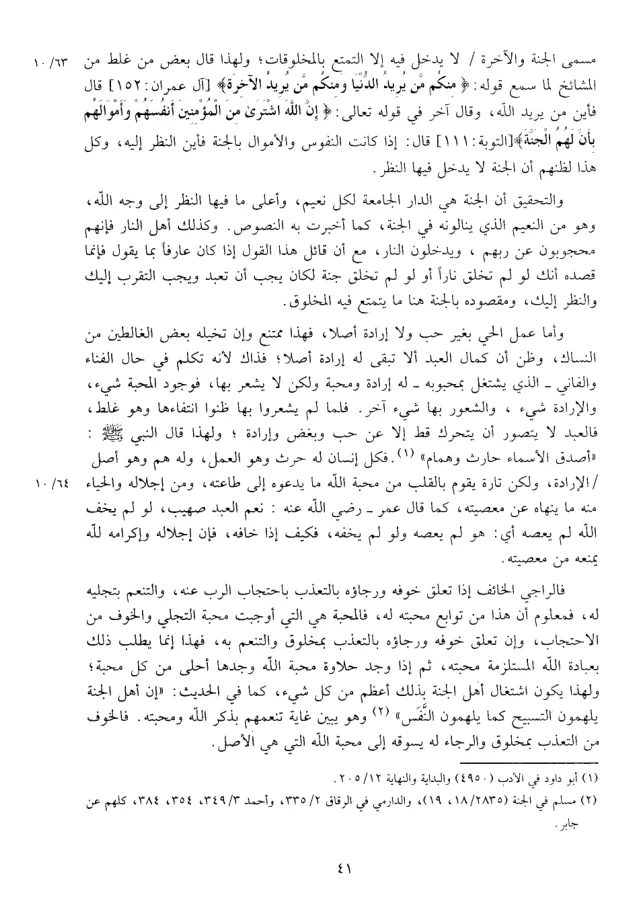 مسمى الجنة والآخرة / لا يدخل فيه إلا التمتع بالمخلوقات؛ ولهذا قال بعض من غلط من ١٠/٦٣
المشائخ لما سمع قوله: ﴿ مِنكُم مَّن يُرِيدُ الدُّنْيَا وَمِنكُم مَّن يُرِيدُ الآخِرَةَ﴾ [آل عمران: ١٥٢] قال
فأين من يريد الله، وقال آخر في قوله تعالى: ﴿ إِنَّ اللَّهَ اشْتَرَىٰ مِنَ الْمُؤْمِنِينَ أَنفُسَهُمْ وَأَمْوَالَهُم
بِأَنَّ لَهُمُ الْجَنَّةَ﴾[التوبة: ١١١] قال: إذا كانت النفوس والأموال بالجنة فأين النظر إليه، وكل
هذا لظنهم أن الجنة لا يدخل فيها النظر.
والتحقيق أن الجنة هي الدار الجامعة لكل نعيم، وأعلى ما فيها النظر إلى وجه الله،
وهو من النعيم الذي ينالونه في الجنة، كما أخبرت به النصوص. وكذلك أهل النار فإنهم
محجوبون عن ربهم ، ويدخلون النار، مع أن قائل هذا القول إذا كان عارفاً بما يقول فإنما
قصده أنك لو لم تخلق ناراً أو لو لم تخلق جنة لكان يجب أن تعبد ويجب التقرب إليك
والنظر إليك، ومقصوده بالجنة هنا ما يتمتع فيه المخلوق.
وأما عمل الحي بغير حب ولا إرادة أصلا، فهذا ممتنع وإن تخيله بعض الغالطين من
النساك، وظن أن كمال العبد ألا تبقى له إرادة أصلا؛ فذاك لأنه تكلم في حال الفناء
والفاني ـ الذي يشتغل بمحبوبه ـ له إرادة ومحبة ولكن لا يشعر بها، فوجود المحبة شيء،
والإرادة شيء ، والشعور بها شيء آخر. فلما لم يشعروا بها ظنوا انتفاءها وهو غلط،
فالعبد لا يتصور أن يتحرك قط إلا عن حب وبغض وإرادة ؛ ولهذا قال النبي ﷺ :
«أصدق الأسماء حارث وهمام» (١).فكل إنسان له حرث وهو العمل، وله هم وهو أصل
/الإرادة، ولكن تارة يقوم بالقلب من محبة الله ما يدعوه إلى طاعته، ومن إجلاله والحياء ١٠/٦٤
منه ما ينهاه عن معصيته، كما قال عمر ـ رضي الله عنه : نعم العبد صهيب، لو لم يخف
الله لم يعصه أي: هو لم يعصه ولو لم يخفه، فكيف إذا خافه، فإن إجلاله وإكرامه لله
يمنعه من معصيته.
فالراجي الخائف إذا تعلق خوفه ورجاؤه بالتعذب باحتجاب الرب عنه، والتنعم بتجليه
له، فمعلوم أن هذا من توابع محبته له، فالمحبة هي التي أوجبت محبة التجلي والخوف من
الاحتجاب، وإن تعلق خوفه ورجاؤه بالتعذب بمخلوق والتنعم به، فهذا إنما يطلب ذلك
بعبادة الله المستلزمة محبته، ثم إذا وجد حلاوة محبة الله وجدها أحلى من كل محبة؛
ولهذا يكون اشتغال أهل الجنة بذلك أعظم من كل شيء، كما في الحديث: «إن أهل الجنة
يلهمون التسبيح كما يلهمون النَّفَس» (٢) وهو يبين غاية تنعمهم بذكر الله ومحبته. فالخوف
من التعذب بمخلوق والرجاء له يسوقه إلى محبة الله التي هي الأصل.
(١) أبو داود في الأدب (٤٩٥٠) والبداية والنهاية ٢٠٥/١٢ .
(٢) مسلم في الجنة (١٨/٢٨٣٥، ١٩)، والدارمي في الرقاق ٣٣٥/٢، وأحمد ٣٤٩/٣، ٣٥٤، ٣٨٤، كلهم عن
جابر.
٤١